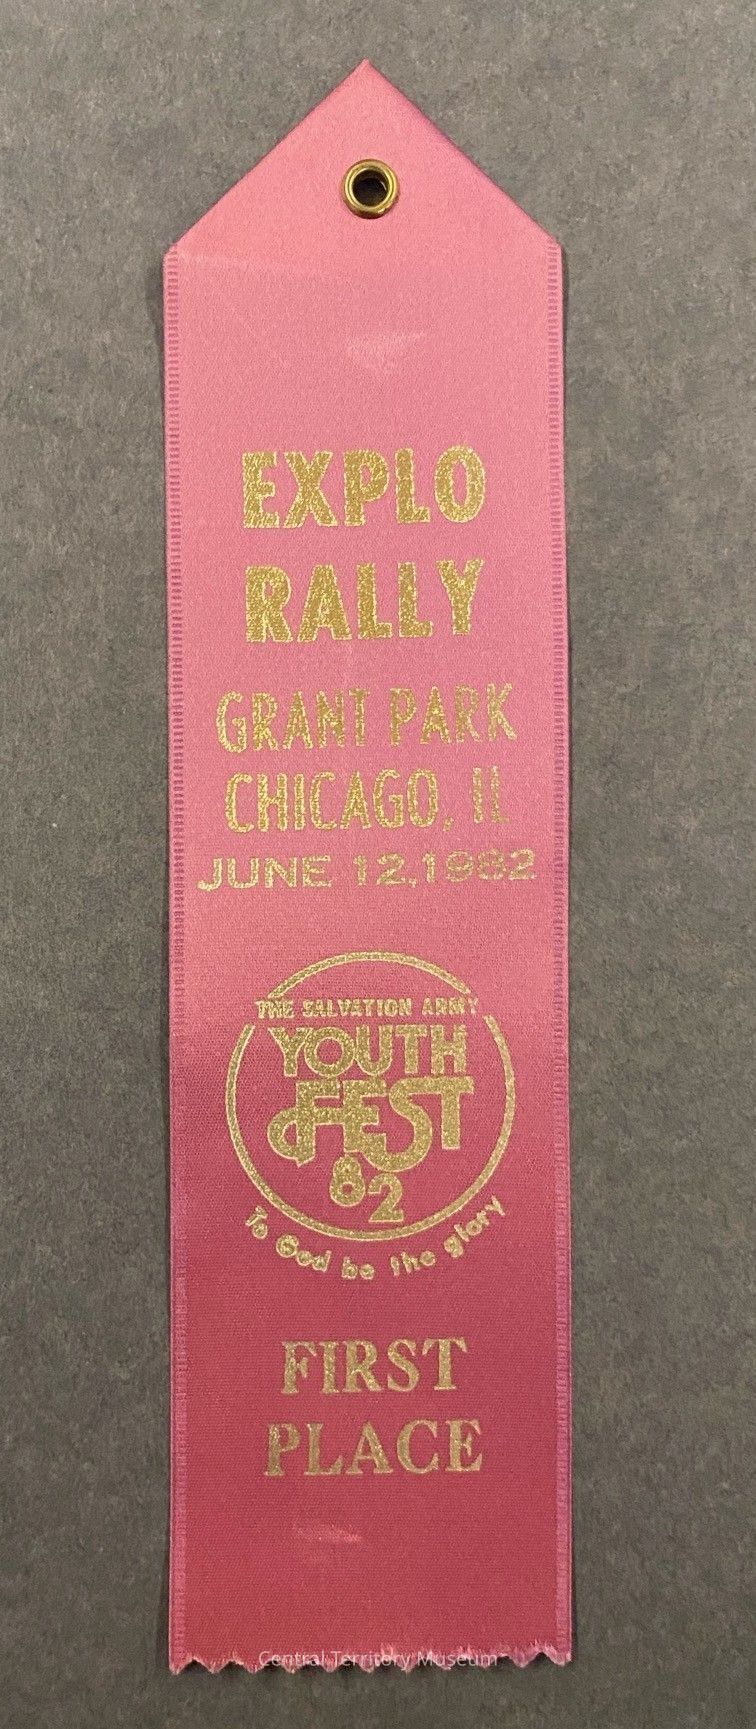 EXPLO
RALLY
GRANT PARK
CHICAGO, IL
JUNE 12,1982
THE SALVATION ARMY
YOUTH
FEST
82
To God be the glory
FIRST
PLACE
Central Territory Museum